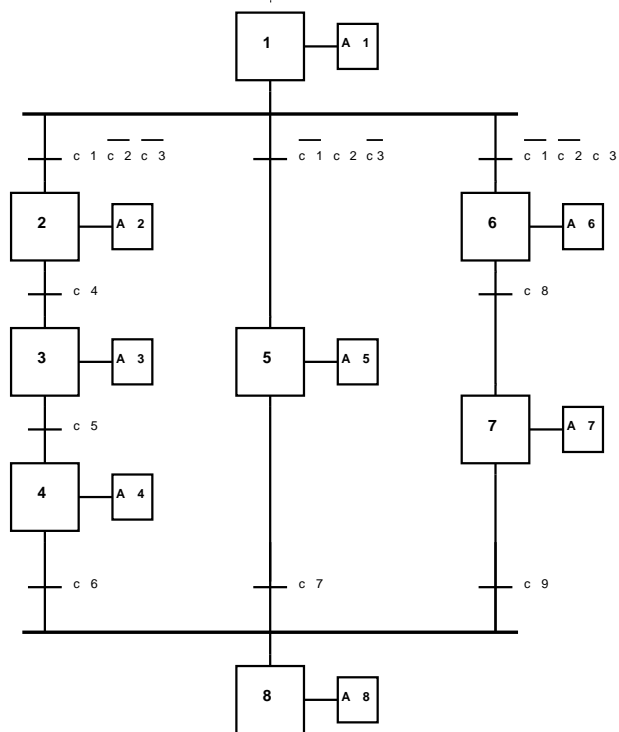 1 A 1
c 1 c̅ ̅2̅ c̅ ̅3̅ c̅ ̅1̅ c 2 c̅ ̅3̅ c̅ ̅1̅ c̅ ̅2̅ c 3
2 A 2 6 A 6
c 4 c 8
3 A 3 5 A 5
7 A 7
c 5
4 A 4
c 6 c 7 c 9
8 A 8